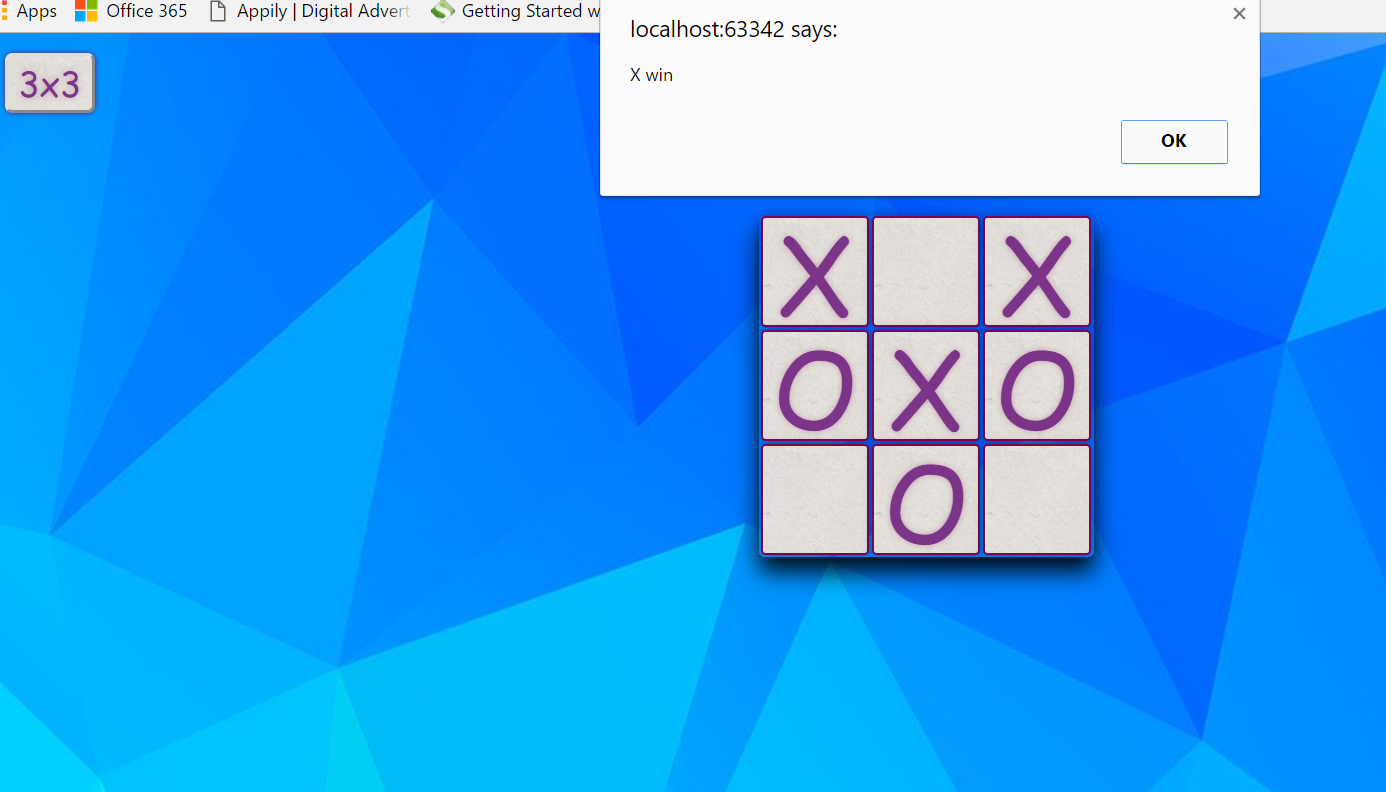 Apps Office 365 Appily | Digital Advert Getting Started w
localhost:63342 says:
X win
OK
3x3
X X
O X O
O